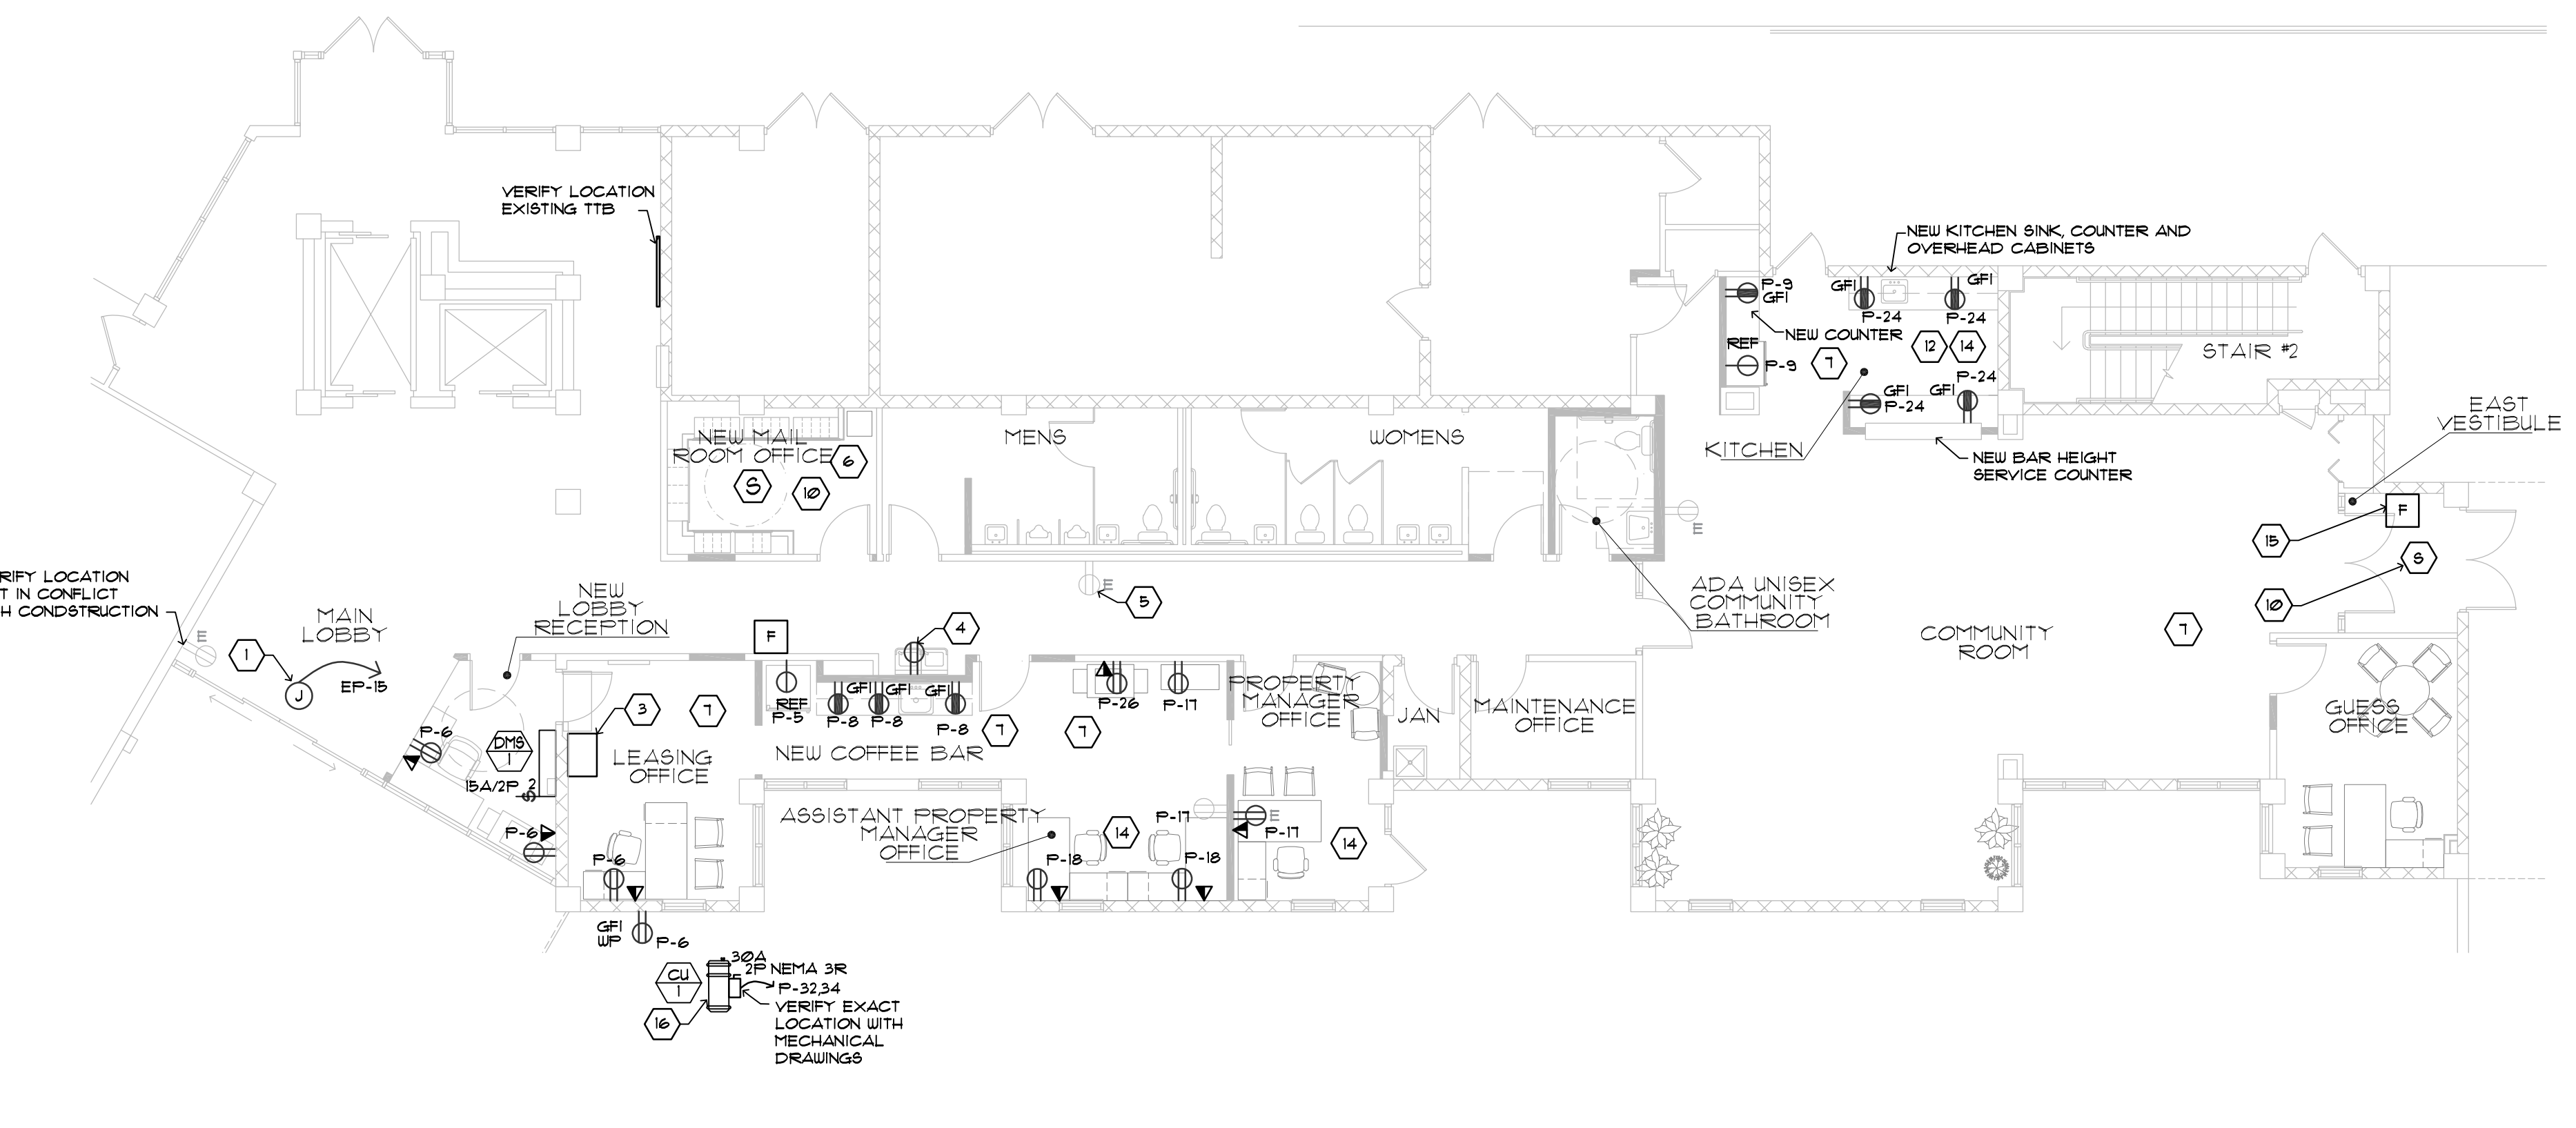 VERIFY LOCATION
EXISTING TTB
NEW KITCHEN SINK, COUNTER AND
OVERHEAD CABINETS
P-9
GFI
GFI
GFI
P-24
P-24
NEW COUNTER
REF
P-9
7
12
14
STAIR #2
GFI
P-24
GFI
P-24
KITCHEN
NEW BAR HEIGHT
SERVICE COUNTER
EAST
VESTIBULE
NEW MAIL
ROOM OFFICE
6
S
10
MENS
WOMENS
E
F
15
S
10
RIFY LOCATION
T IN CONFLICT
H CONDSTRUCTION
E
MAIN
LOBBY
1
J
EP-15
NEW
LOBBY
RECEPTION
F
4
E
5
ADA UNISEX
COMMUNITY
BATHROOM
COMMUNITY
ROOM
7
P-6
DMS
1
15A/2P
2
S
P-6
3
7
LEASING
OFFICE
P-6
REF
P-5
GFI
GFI
GFI
P-8
P-8
P-8
7
NEW COFFEE BAR
P-26
P-17
7
PROPERTY
MANAGER
OFFICE
JAN
MAINTENANCE
OFFICE
GUESS
OFFICE
ASSISTANT PROPERTY
MANAGER
OFFICE
14
P-17
E
P-17
14
P-18
P-18
GFI
WP
P-6
CU
1
30A
2P NEMA 3R
P-32,34
16
VERIFY EXACT
LOCATION WITH
MECHANICAL
DRAWINGS